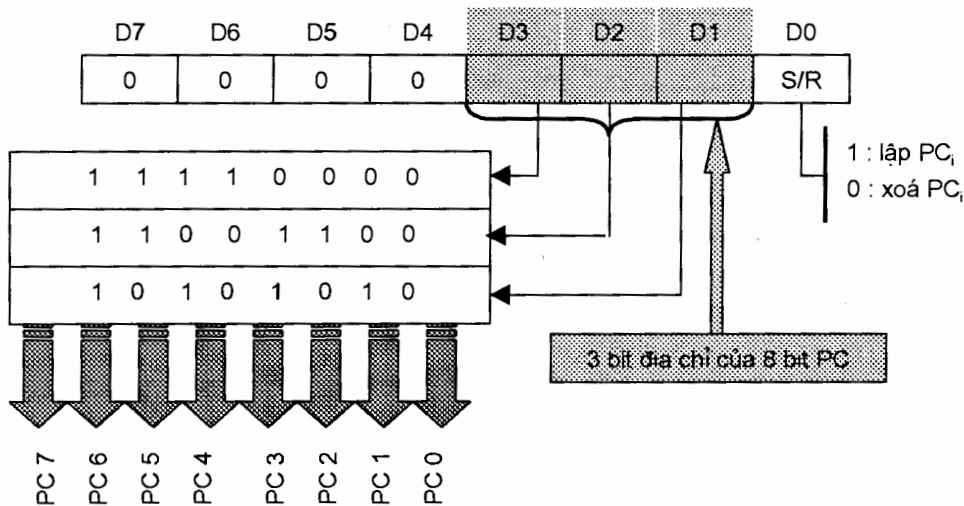 D7 D6 D5 D4 D3 D2 D1 D0
0 0 0 0 S/R
1 : lập PCi
0 : xoá PCi
1 1 1 1 0 0 0 0
1 1 0 0 1 1 0 0
1 0 1 0 1 0 1 0
3 bit địa chỉ của 8 bit PC
PC 7
PC 6
PC 5
PC 4
PC 3
PC 2
PC 1
PC 0